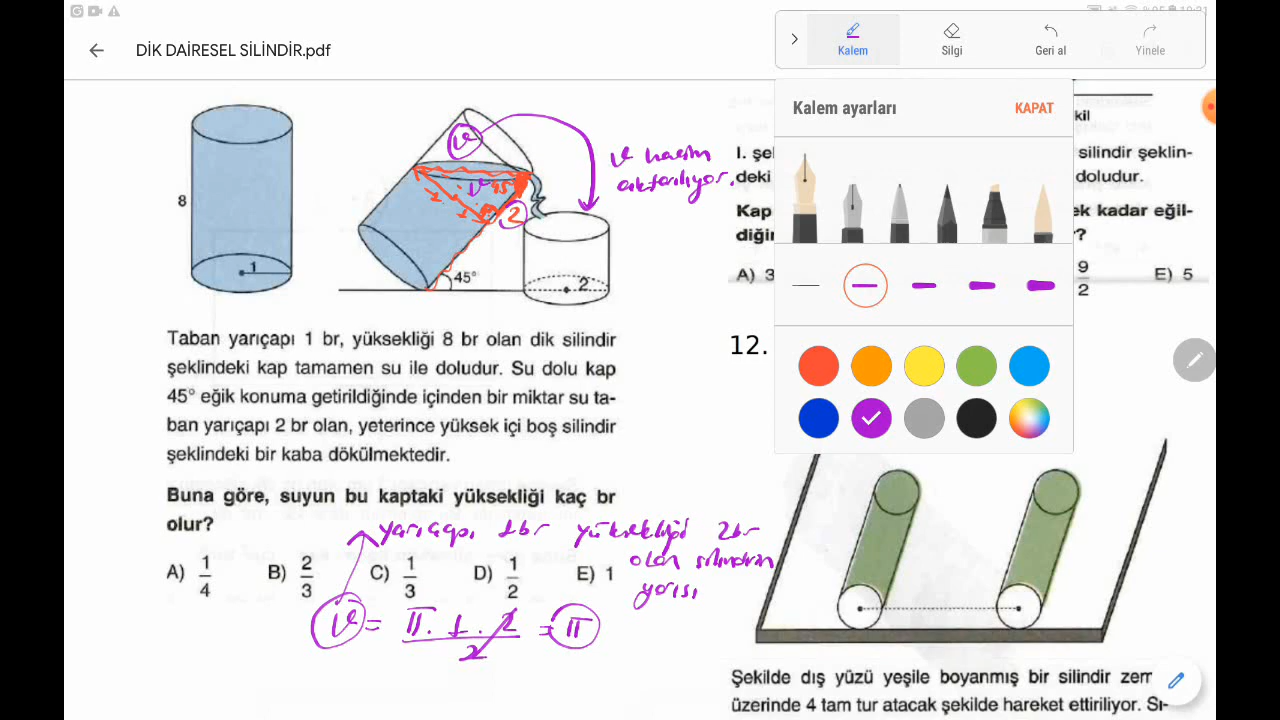 DİK DAİRESEL SİLİNDİR.pdf
Kalem
Silgi
Geri al
Yinele
Kalem ayarları
KAPAT
8
1
45°
2
V
V
45
2
V hacim
aktarılıyor.
Taban yarıçapı 1 br, yüksekliği 8 br olan dik silindir
şeklindeki kap tamamen su ile doludur. Su dolu kap
45° eğik konuma getirildiğinde içinden bir miktar su ta-
ban yarıçapı 2 br olan, yeterince yüksek içi boş silindir
şeklindeki bir kaba dökülmektedir.
Buna göre, suyun bu kaptaki yüksekliği kaç br
olur?
A) 1/4 B) 2/3 C) 1/3 D) 1/2 E) 1
yarıçapı 1br yüksekliği 2br
olan silindirin
yarısı
V = π.1.2/2 = π
kil
I. şe
silindir şeklin-
deki
doludur.
Kap
ek kadar eğil-
diğin
r?
A) 3
9/2
E) 5
12.
Şekilde dış yüzü yeşile boyanmış bir silindir zem
üzerinde 4 tam tur atacak şekilde hareket ettiriliyor. Si-